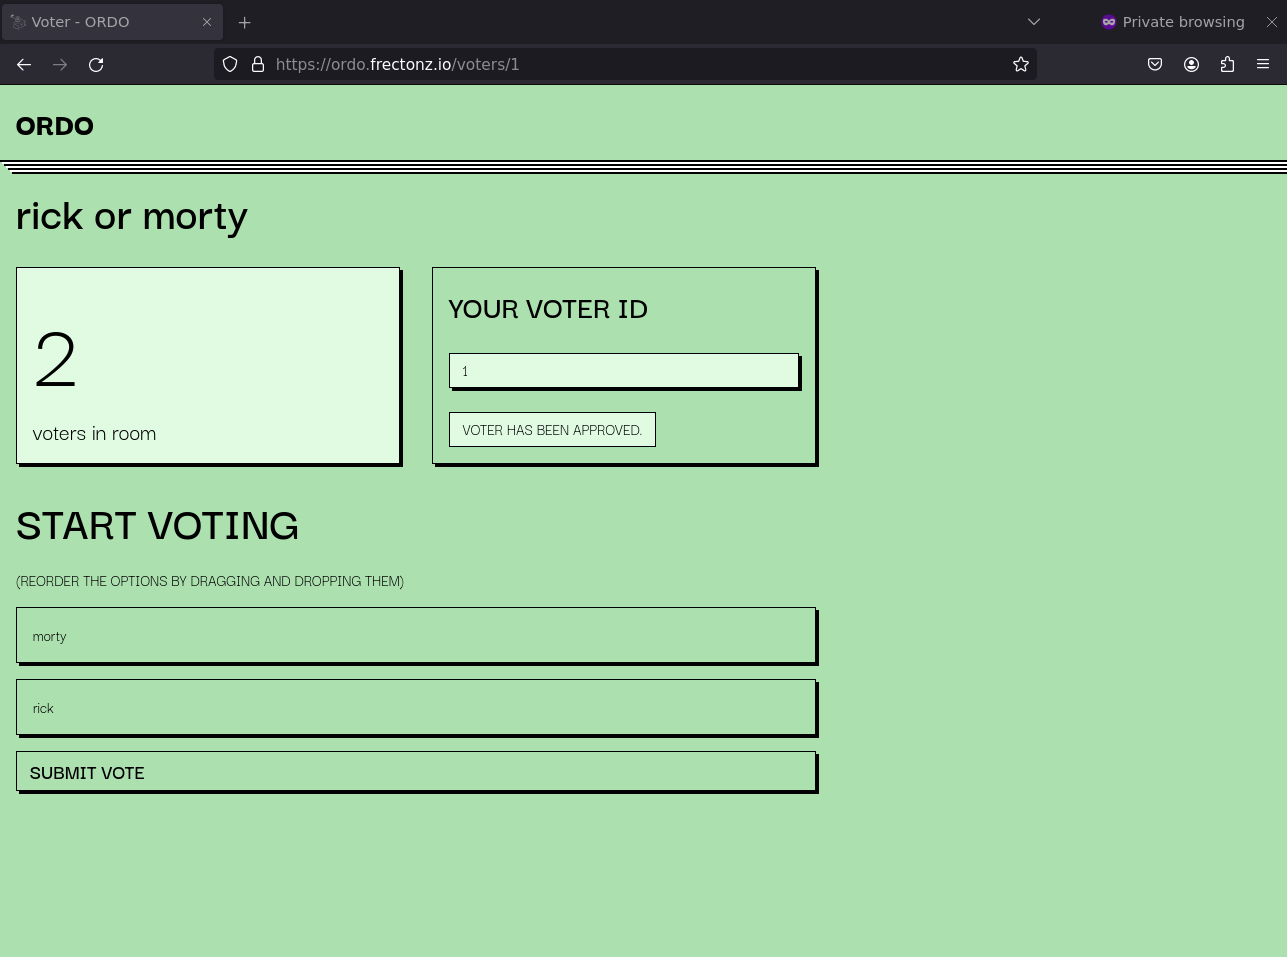 Voter - ORDO
Private browsing
https://ordo.frectonz.io/voters/1
ORDO
rick or morty
2
voters in room
YOUR VOTER ID
1
VOTER HAS BEEN APPROVED.
START VOTING
(REORDER THE OPTIONS BY DRAGGING AND DROPPING THEM)
morty
rick
SUBMIT VOTE